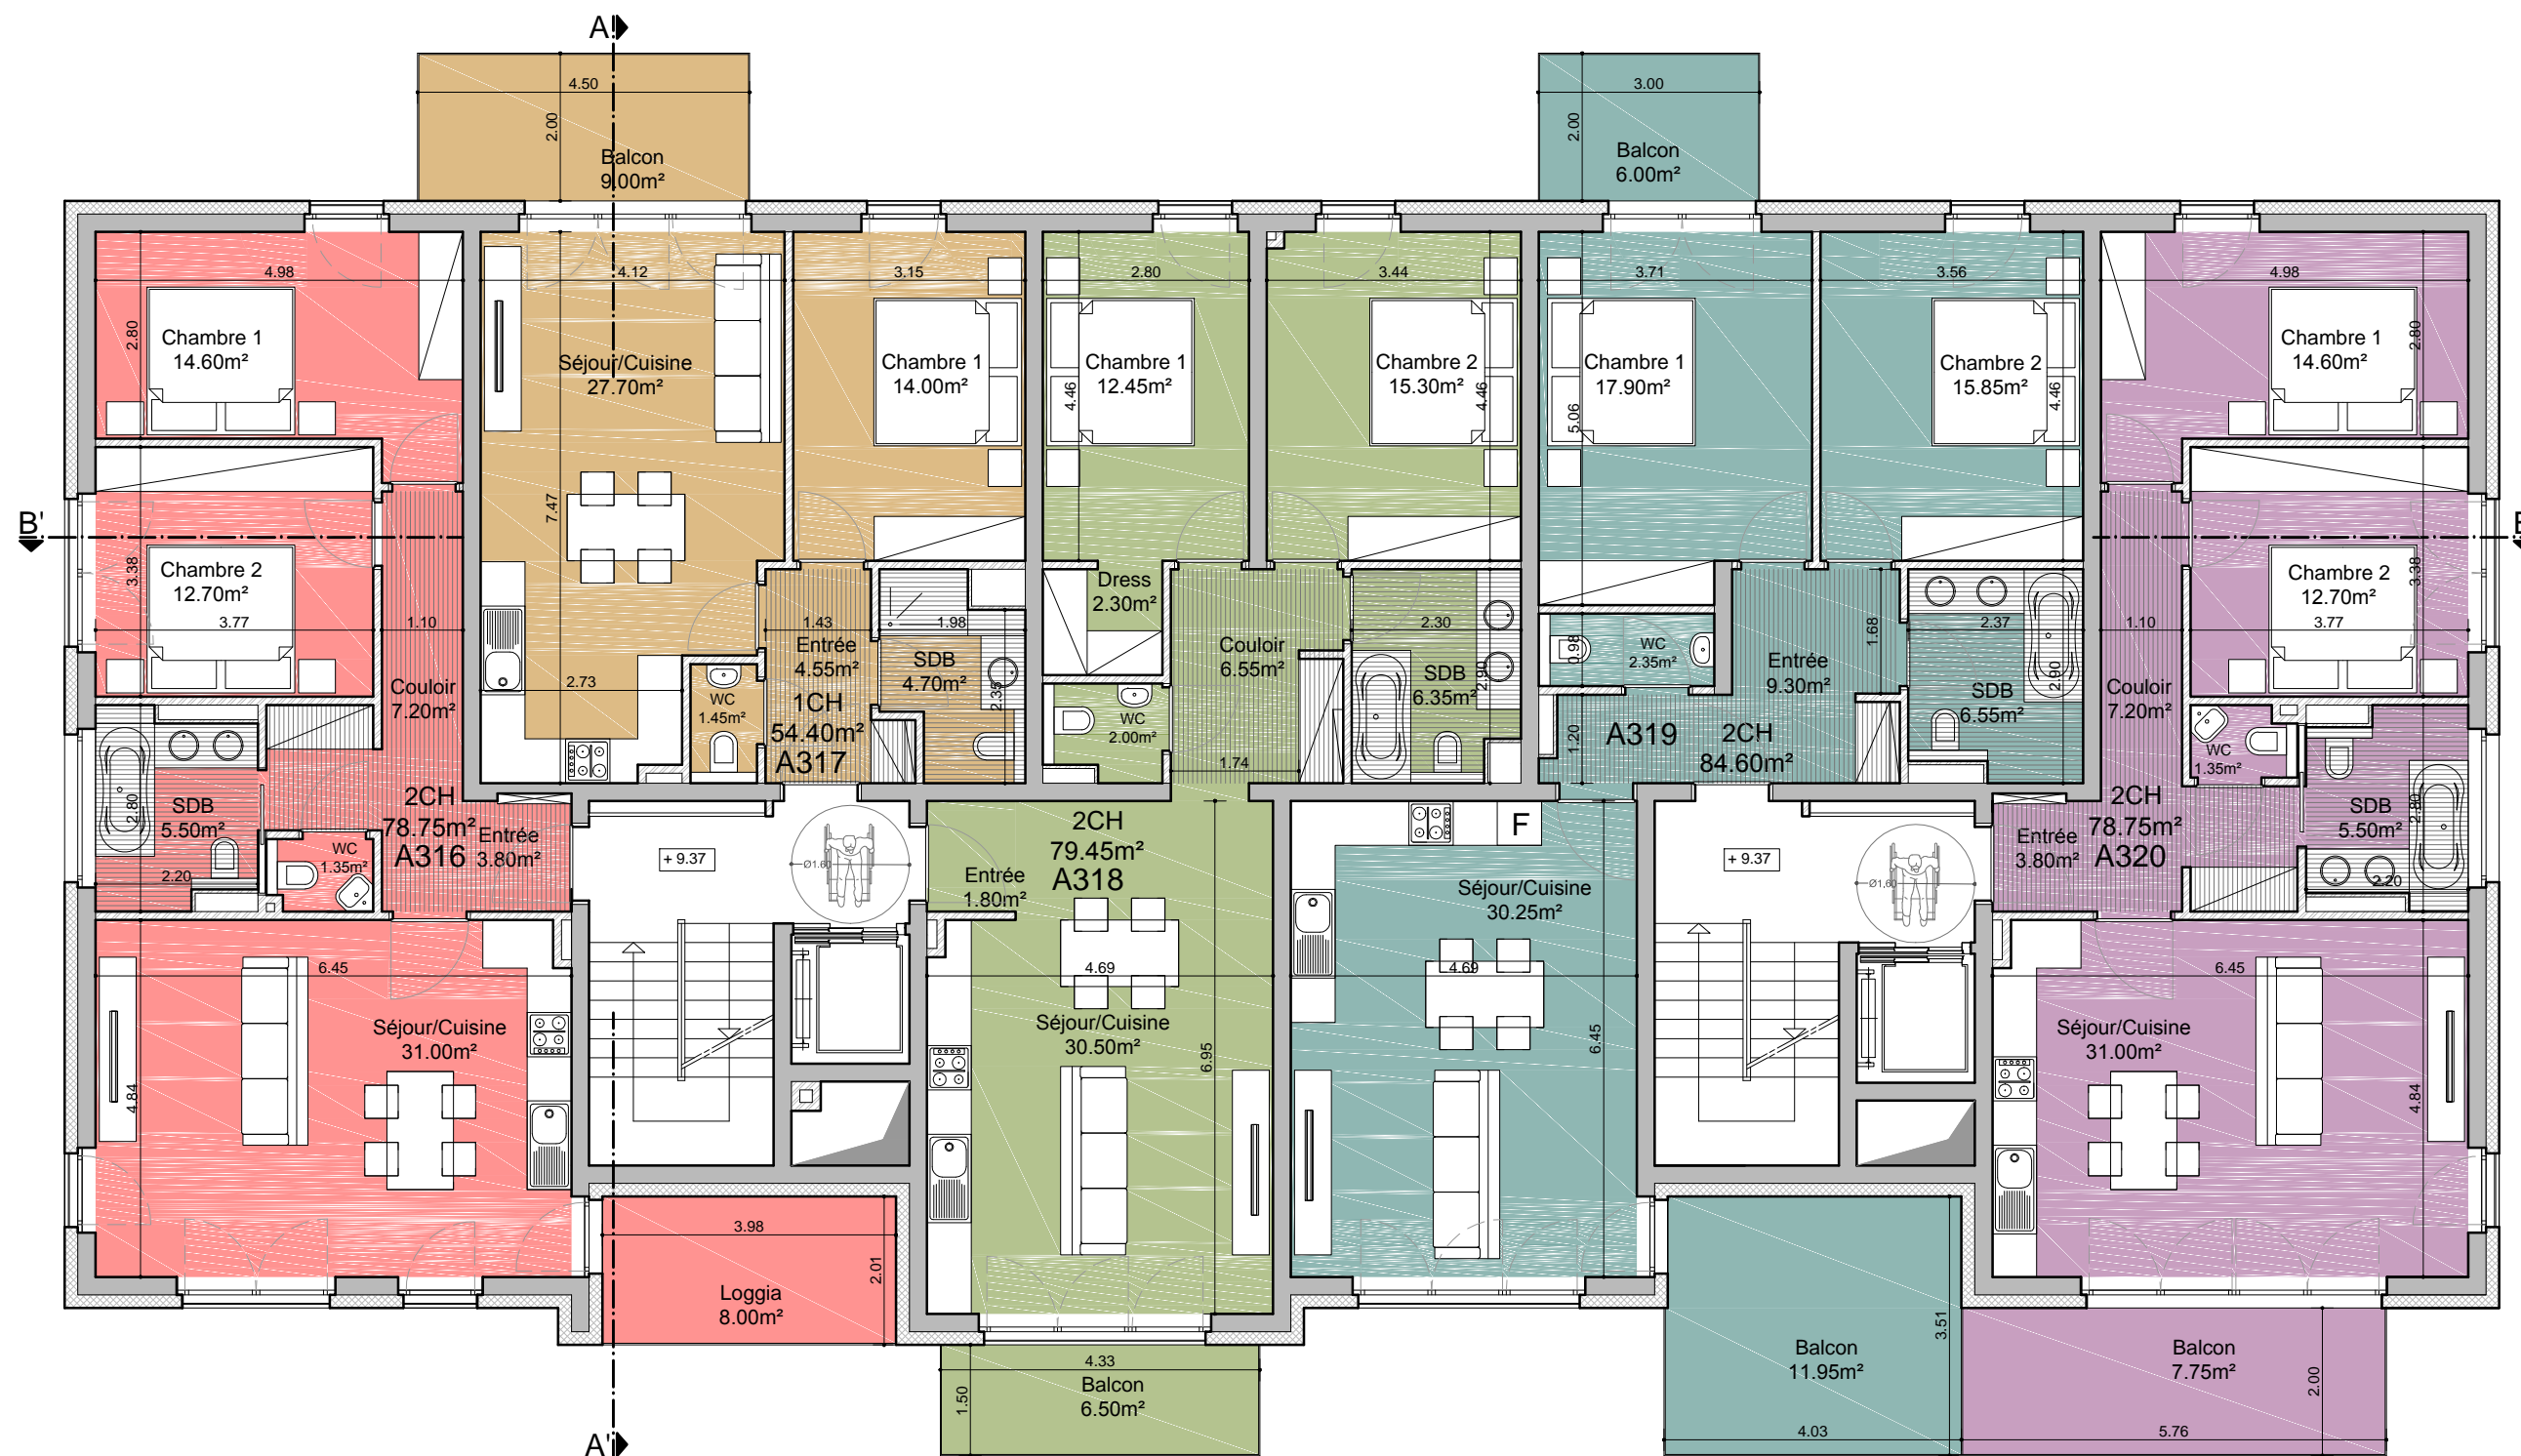 A
4.50
2.00
Balcon
9.00m²
3.00
2.00
Balcon
6.00m²
4.98
2.80
Chambre 1
14.60m²
4.12
Séjour/Cuisine
27.70m²
7.47
3.15
Chambre 1
14.00m²
2.80
Chambre 1
12.45m²
4.46
3.44
Chambre 2
15.30m²
4.46
3.71
Chambre 1
17.90m²
5.06
3.56
Chambre 2
15.85m²
4.46
4.98
Chambre 1
14.60m²
2.80
B'
Chambre 2
12.70m²
3.38
3.77
1.10
Couloir
7.20m²
2.73
WC
1.45m²
1.43
Entrée
4.55m²
1CH
54.40m²
A317
1.98
SDB
4.70m²
2.35
Dress
2.30m²
WC
2.00m²
Couloir
6.55m²
1.74
2.30
SDB
6.35m²
2.90
0.98
WC
2.35m²
1.20
Entrée
9.30m²
1.68
A319
2CH
84.60m²
2.37
SDB
6.55m²
2.90
1.10
Couloir
7.20m²
Chambre 2
12.70m²
3.38
3.77
WC
1.35m²
SDB
5.50m²
2.80
2.20
SDB
5.50m²
2.80
2.20
WC
1.35m²
2CH
78.75m²
A316
Entrée
3.80m²
+ 9.37
Ø1,60
2CH
79.45m²
A318
Entrée
1.80m²
F
Séjour/Cuisine
30.25m²
+ 9.37
Ø1,60
2CH
78.75m²
A320
Entrée
3.80m²
6.45
Séjour/Cuisine
31.00m²
4.84
4.69
Séjour/Cuisine
30.50m²
6.95
4.69
6.45
6.45
Séjour/Cuisine
31.00m²
4.84
3.98
2.01
Loggia
8.00m²
4.33
1.50
Balcon
6.50m²
3.51
Balcon
11.95m²
4.03
Balcon
7.75m²
2.00
5.76
A'